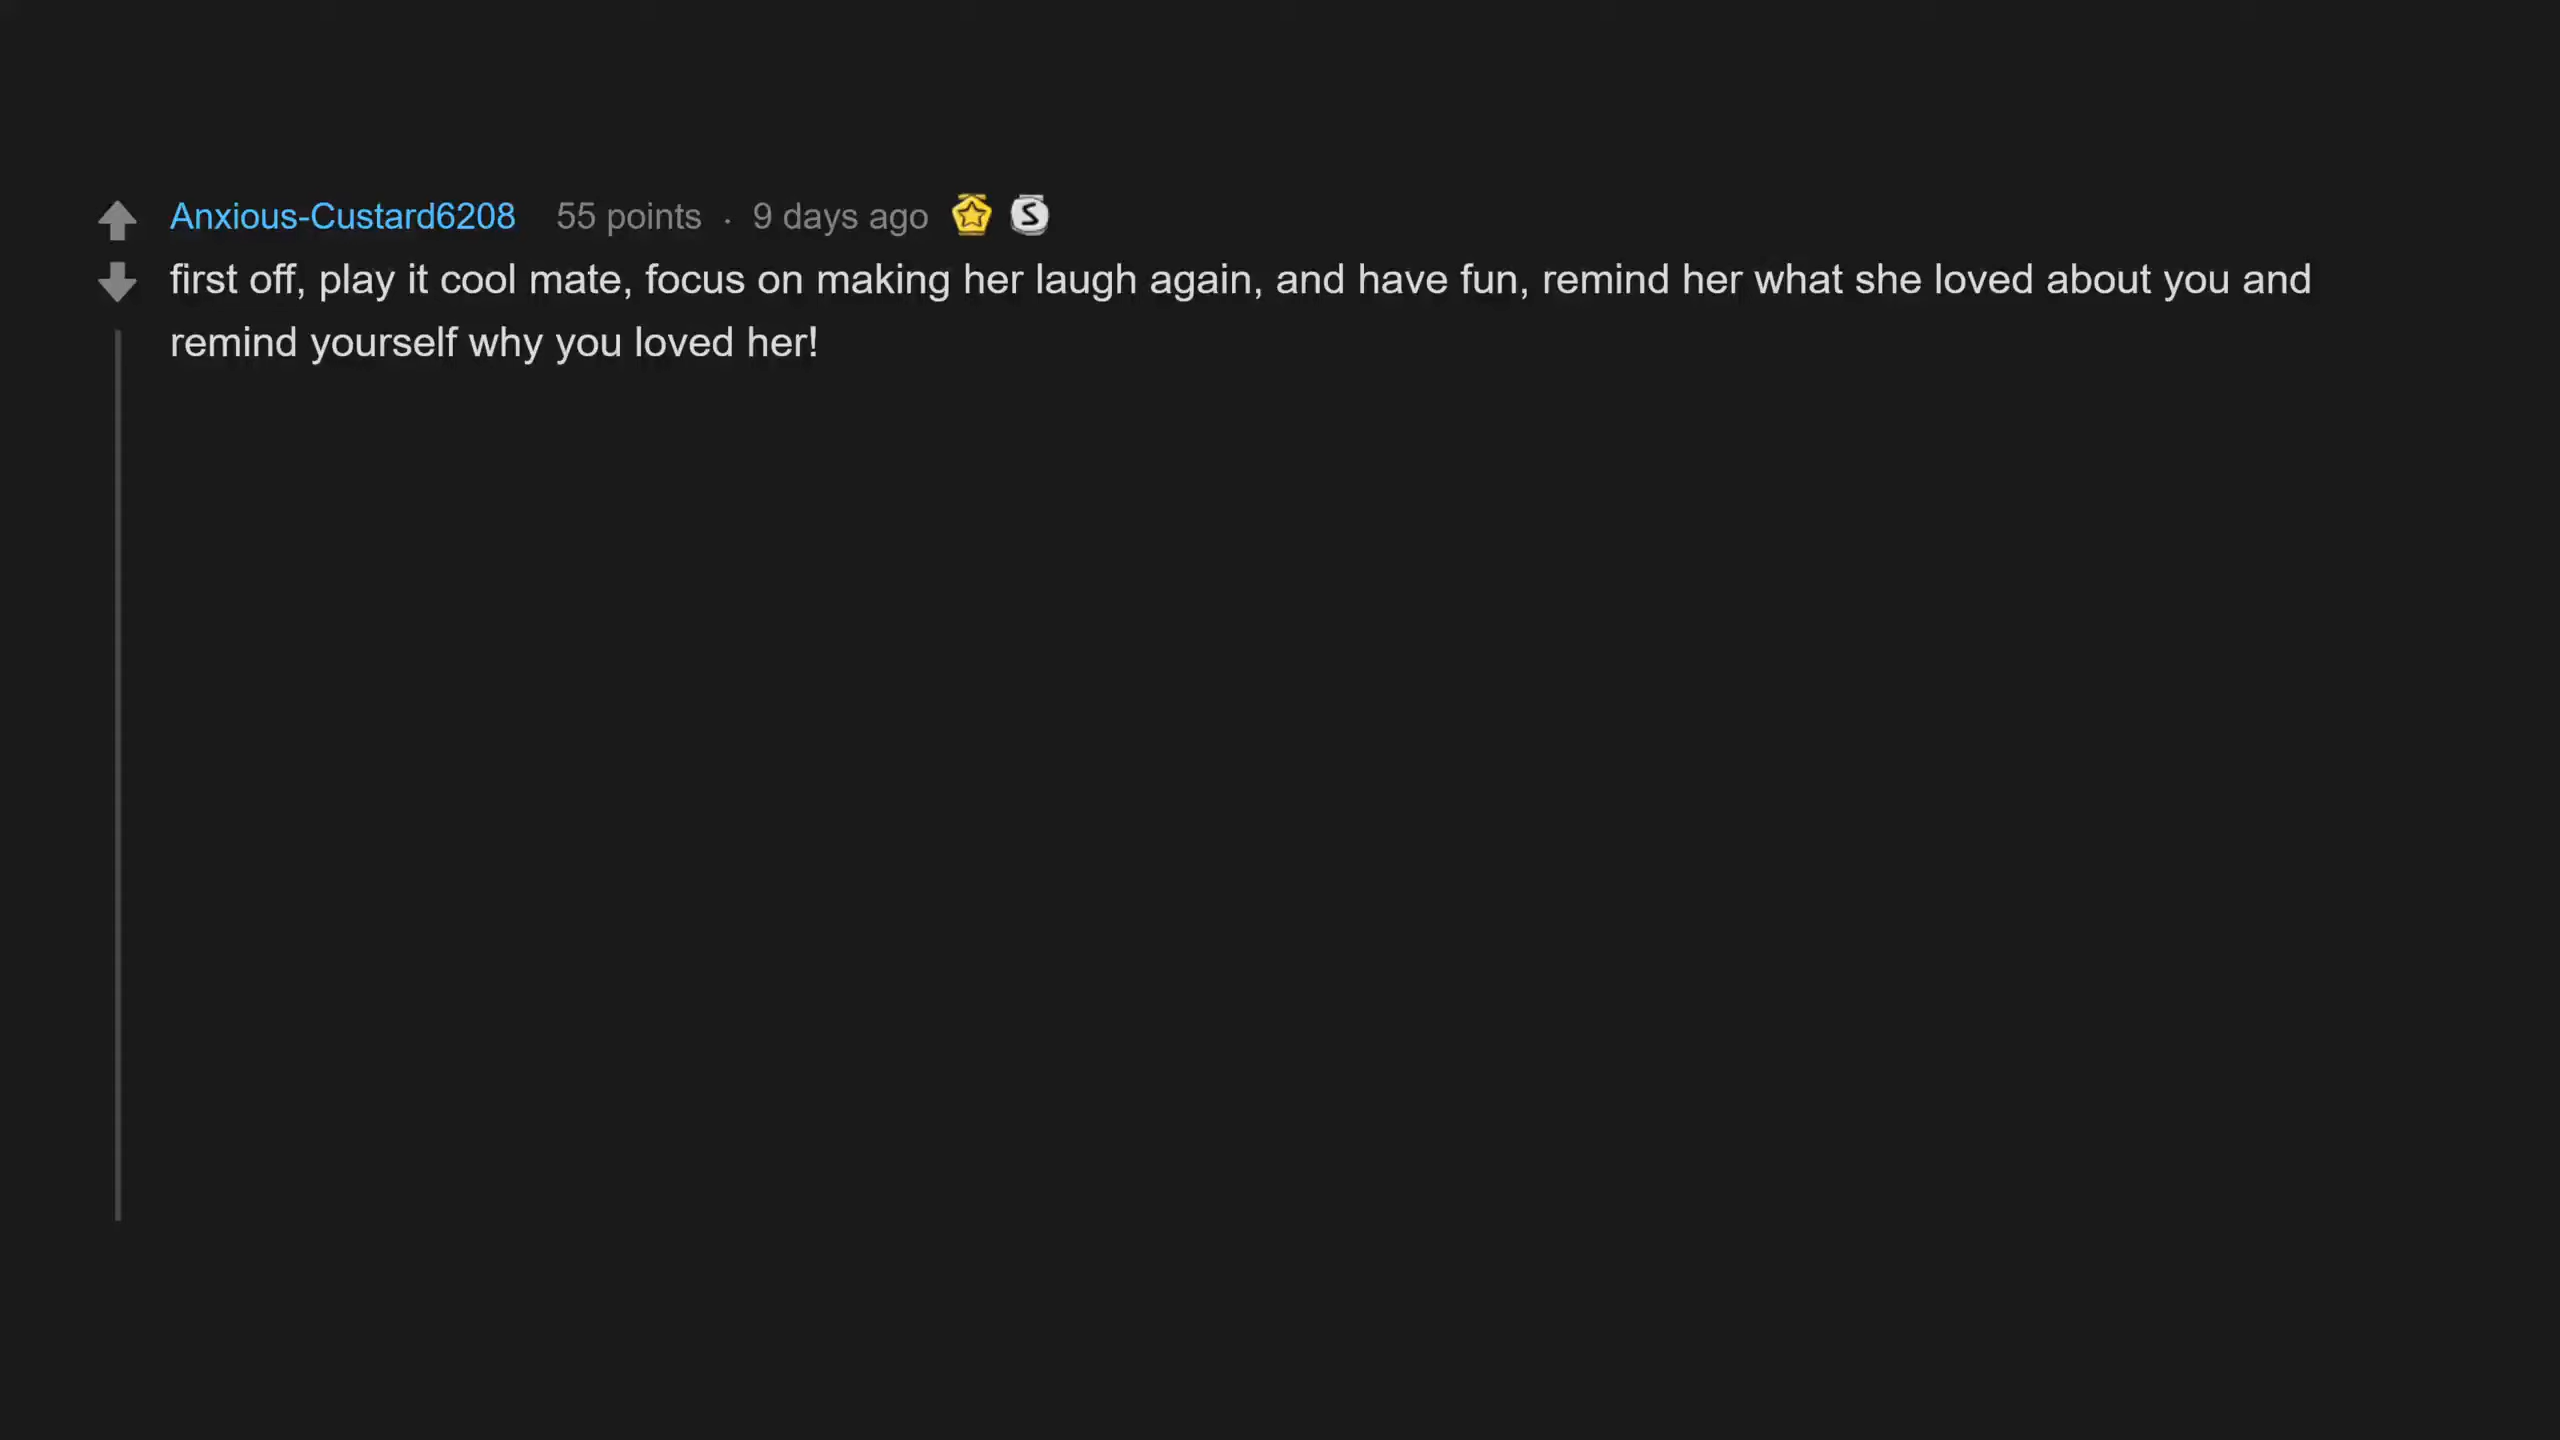 Anxious-Custard6208 55 points · 9 days ago S
first off, play it cool mate, focus on making her laugh again, and have fun, remind her what she loved about you and
remind yourself why you loved her!